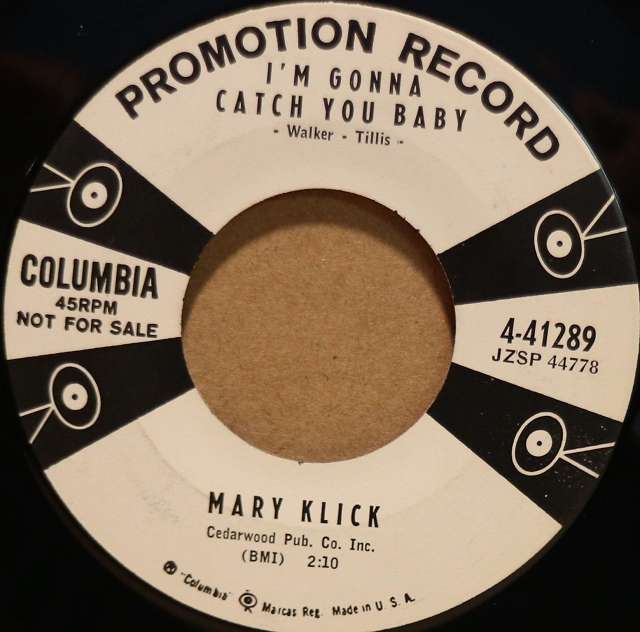 PROMOTION RECORD
I'M GONNA
CATCH YOU BABY
- Walker - Tillis -
COLUMBIA
45RPM
NOT FOR SALE
4-41289
JZSP 44778
MARY KLICK
Cedarwood Pub. Co. Inc.
(BMI) 2:10
"Columbia" Marcas Reg. Made in U.S.A.